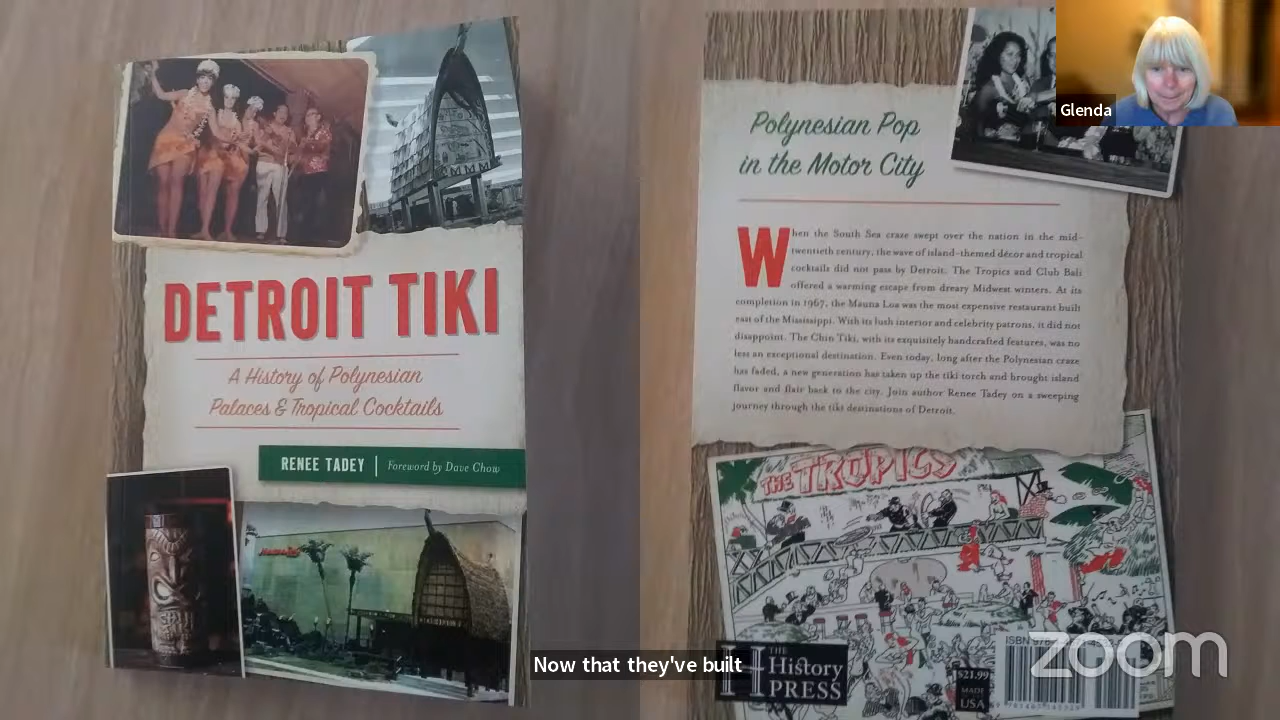 DETROIT TIKI
A History of Polynesian
Palaces & Tropical Cocktails
RENEE TADEY | Foreword by Dave Chow
Polynesian Pop
in the Motor City
When the South Sea craze swept over the nation in the mid-
twentieth century, the wave of island-themed décor and tropical
cocktails did not pass by Detroit. The Tropics and Club Bali
offered a warming escape from dreary Midwest winters. At its
completion in 1967, the Mauna Loa was the most expensive restaurant built
east of the Mississippi. With its lush interior and celebrity patrons, it did not
disappoint. The Chin Tiki, with its exquisitely handcrafted features, was no
less an exceptional destination. Even today, long after the Polynesian craze
has faded, a new generation has taken up the tiki torch and brought island
flavor and flair back to the city. Join author Renee Tadey on a sweeping
journey through the tiki destinations of Detroit.
THE TROPICS
THE
History
PRESS
$21.99
MADE
IN
USA
ISBN
Glenda
Now that they've built
zoom